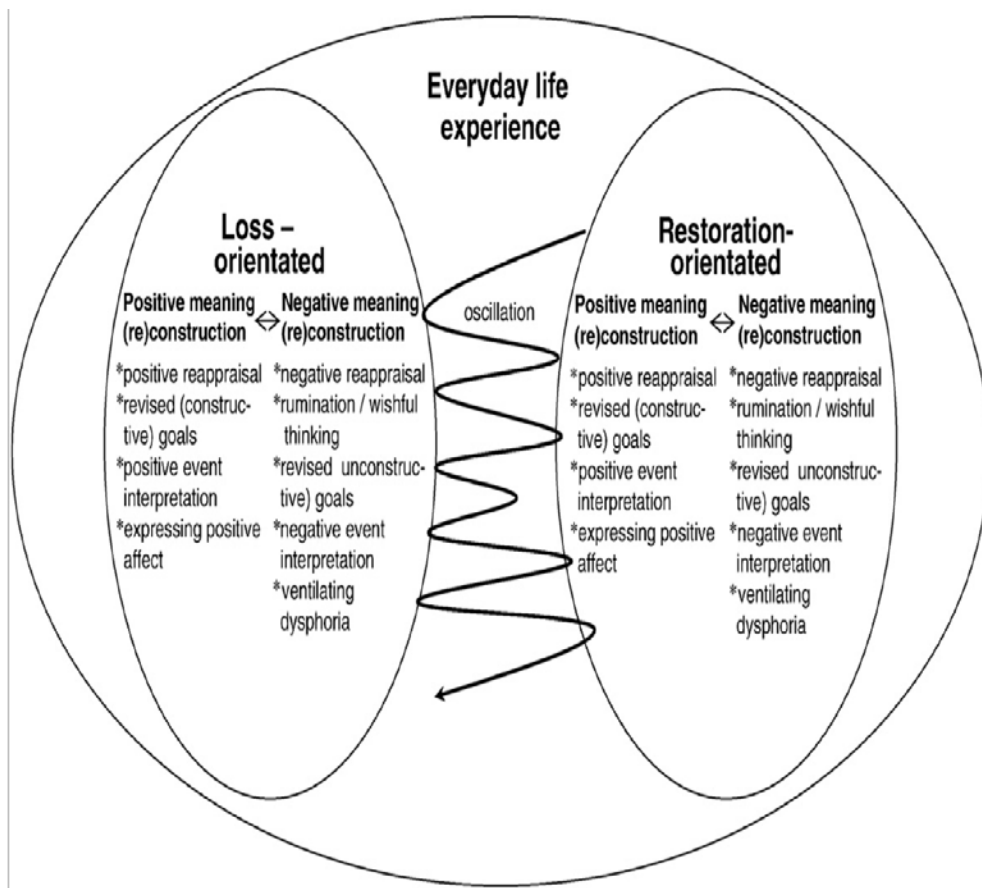 Everyday life
experience
Loss –
orientated
Positive meaning
(re)construction
Negative meaning
(re)construction
*positive reappraisal
*revised (construc-
tive) goals
*positive event
interpretation
*expressing positive
affect
*negative reappraisal
*rumination / wishful
thinking
*revised unconstruc-
tive) goals
*negative event
interpretation
*ventilating
dysphoria
oscillation
Restoration-
orientated
Positive meaning
(re)construction
Negative meaning
(re)construction
*positive reappraisal
*revised (construc-
tive) goals
*positive event
interpretation
*expressing positive
affect
*negative reappraisal
*rumination / wishful
thinking
*revised unconstruc-
tive) goals
*negative event
interpretation
*ventilating
dysphoria